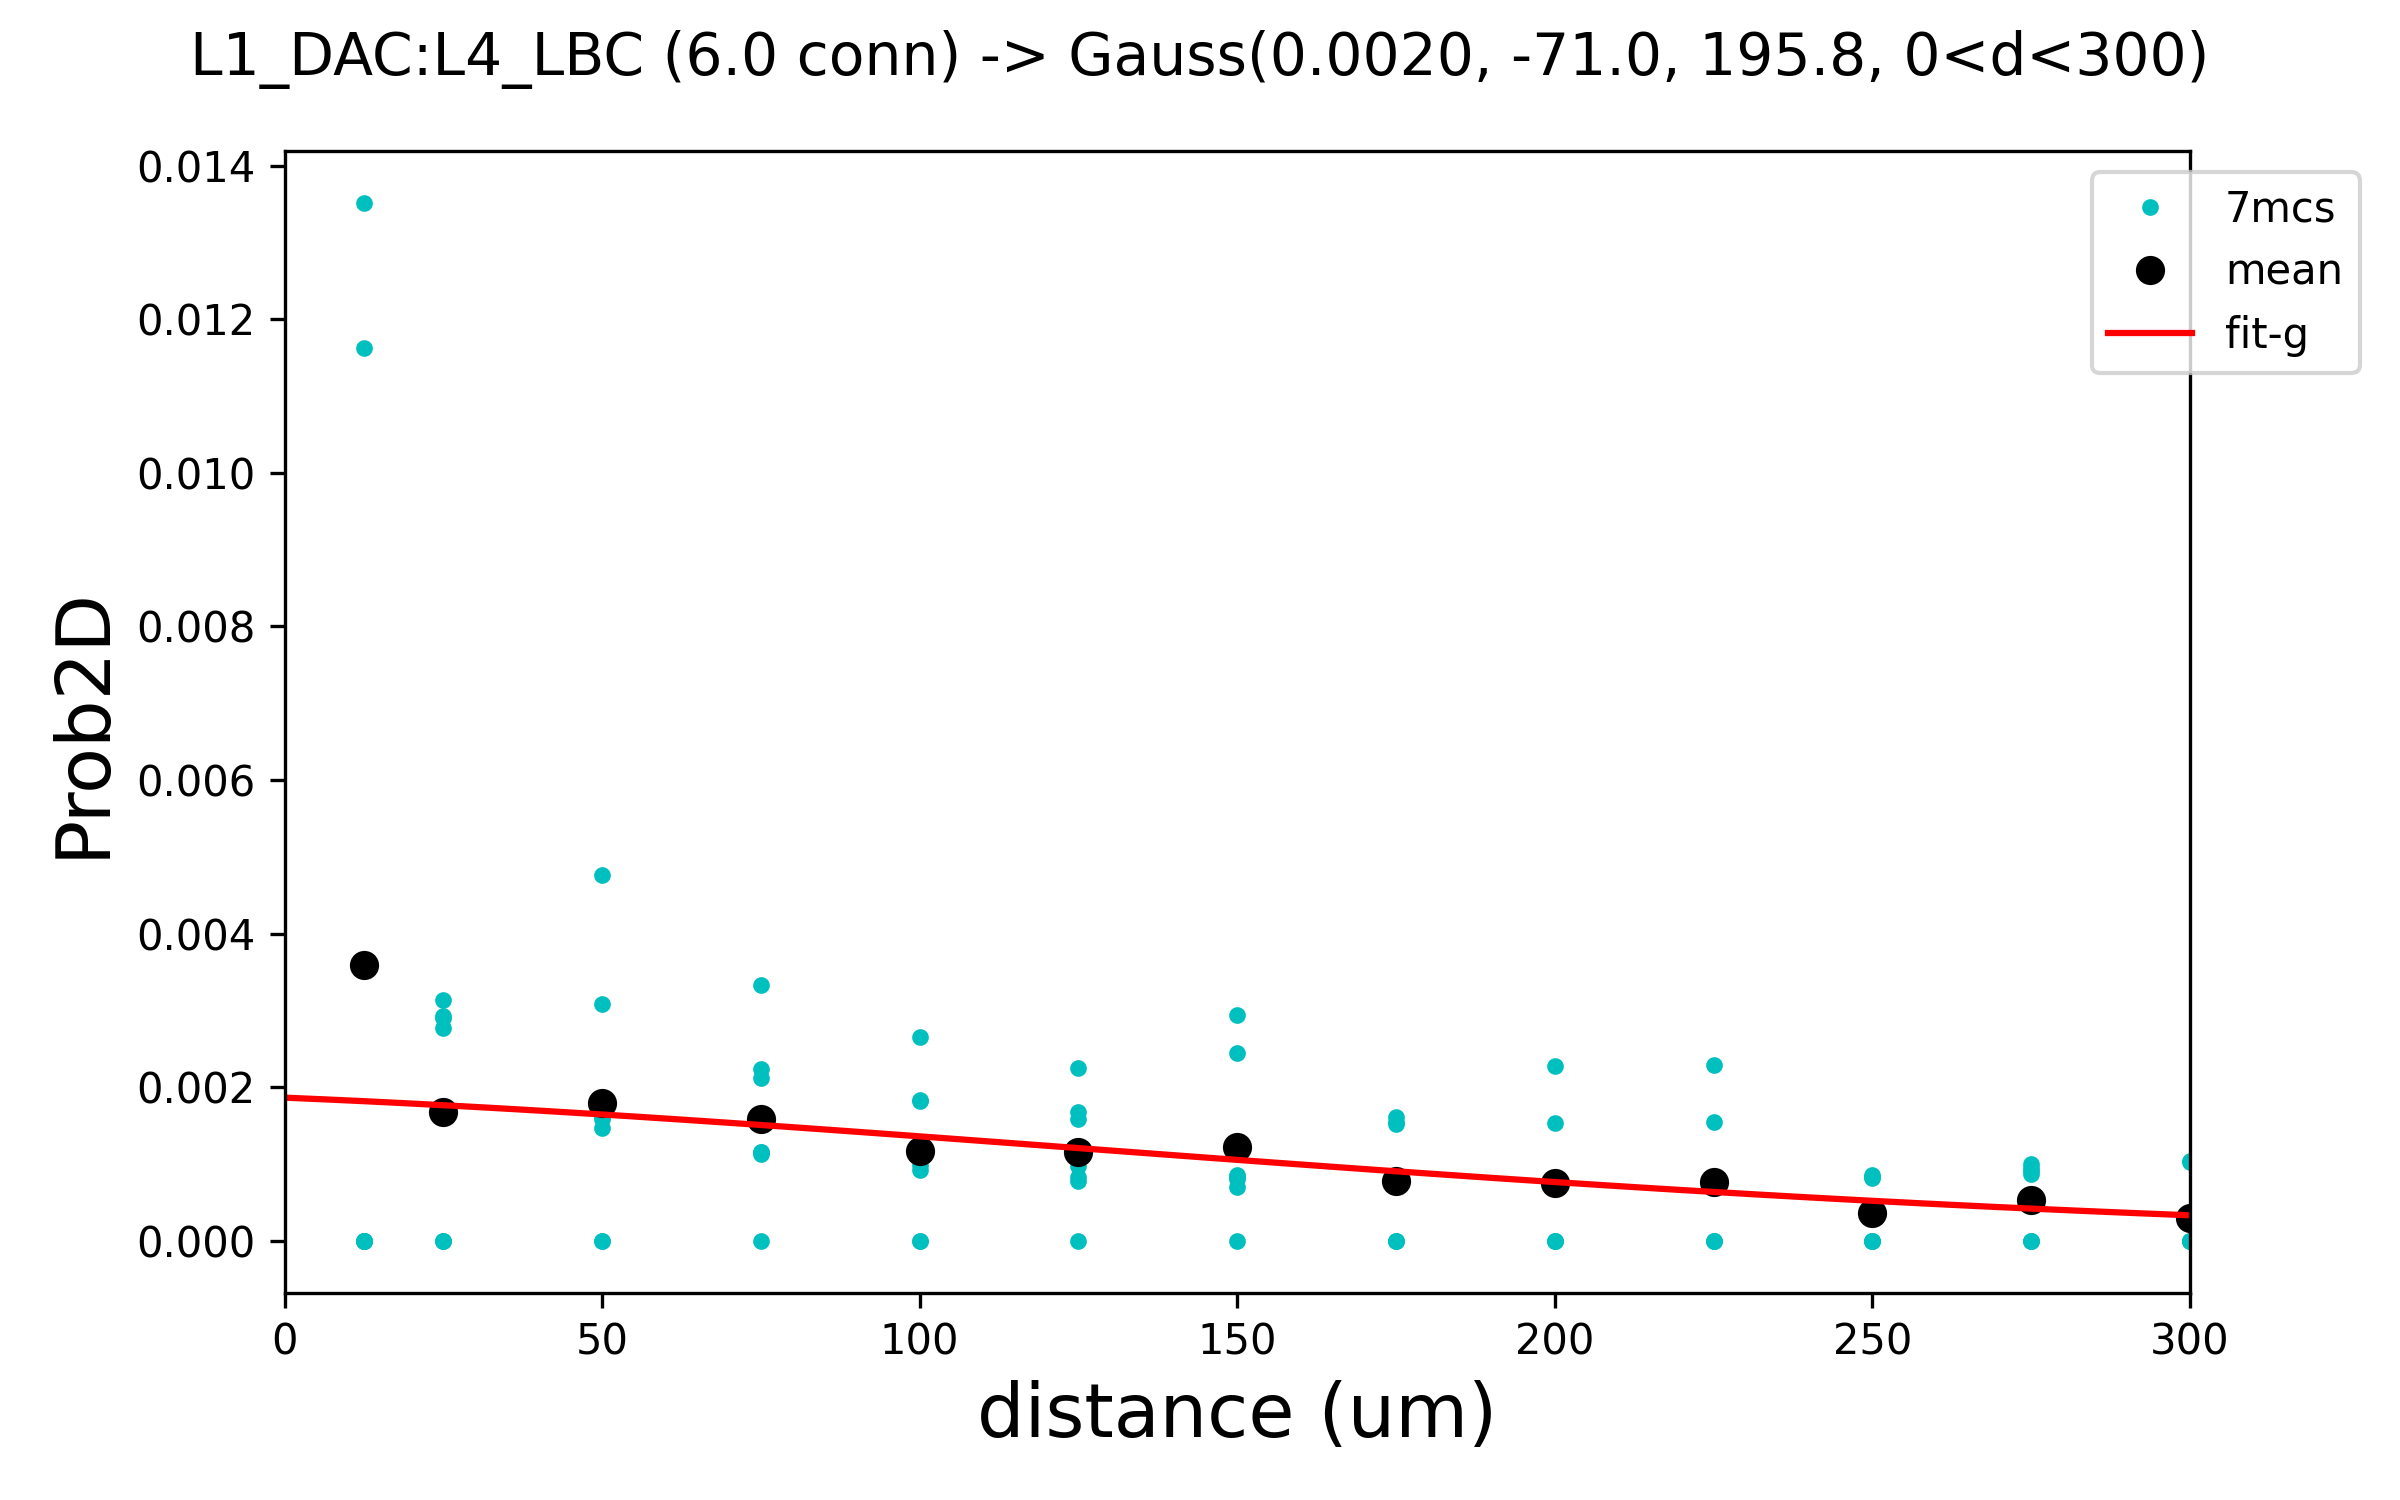 L1_DAC:L4_LBC (6.0 conn) -> Gauss(0.0020, -71.0, 195.8, 0<d<300)
0.014
0.012
0.010
0.008
0.006
0.004
0.002
0.000
Prob2D
7mcs
mean
fit-g
0 50 100 150 200 250 300
distance (um)